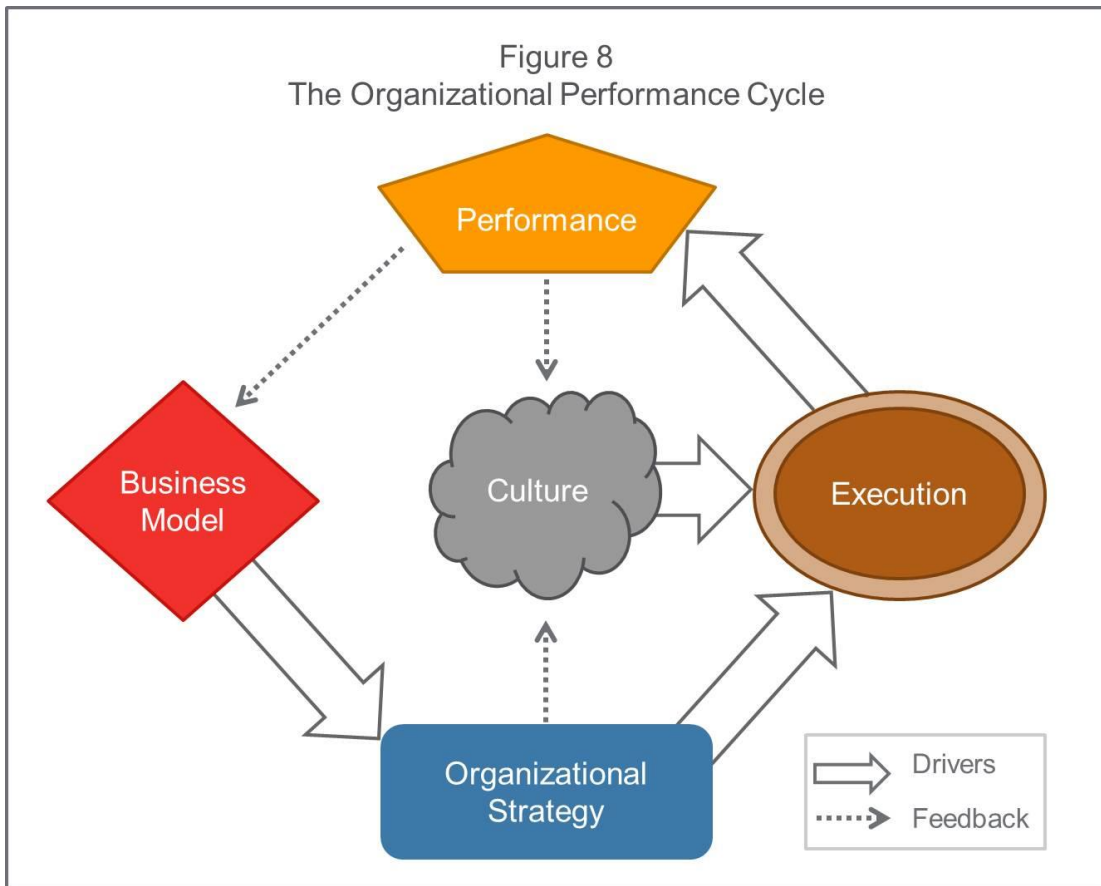 Figure 8
The Organizational Performance Cycle
Performance
Business
Model
Culture
Execution
Organizational
Strategy
Drivers
Feedback